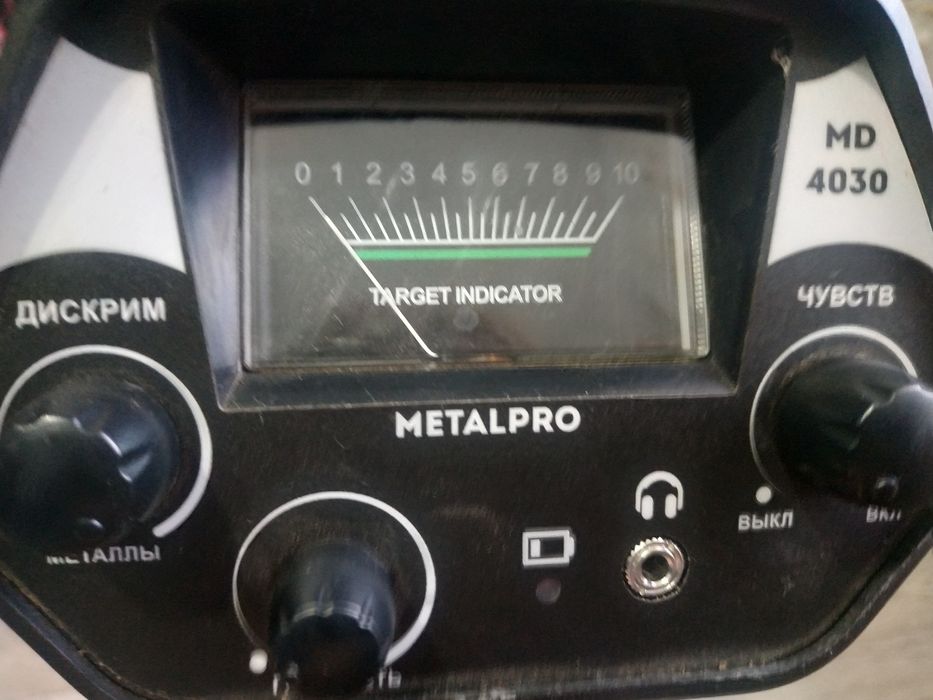 0 1 2 3 4 5 6 7 8 9 10
MD
4030
TARGET INDICATOR
ДИСКРИМ
ЧУВСТВ
METALPRO
ВЫКЛ
ВКЛ
МЕТАЛЛЫ